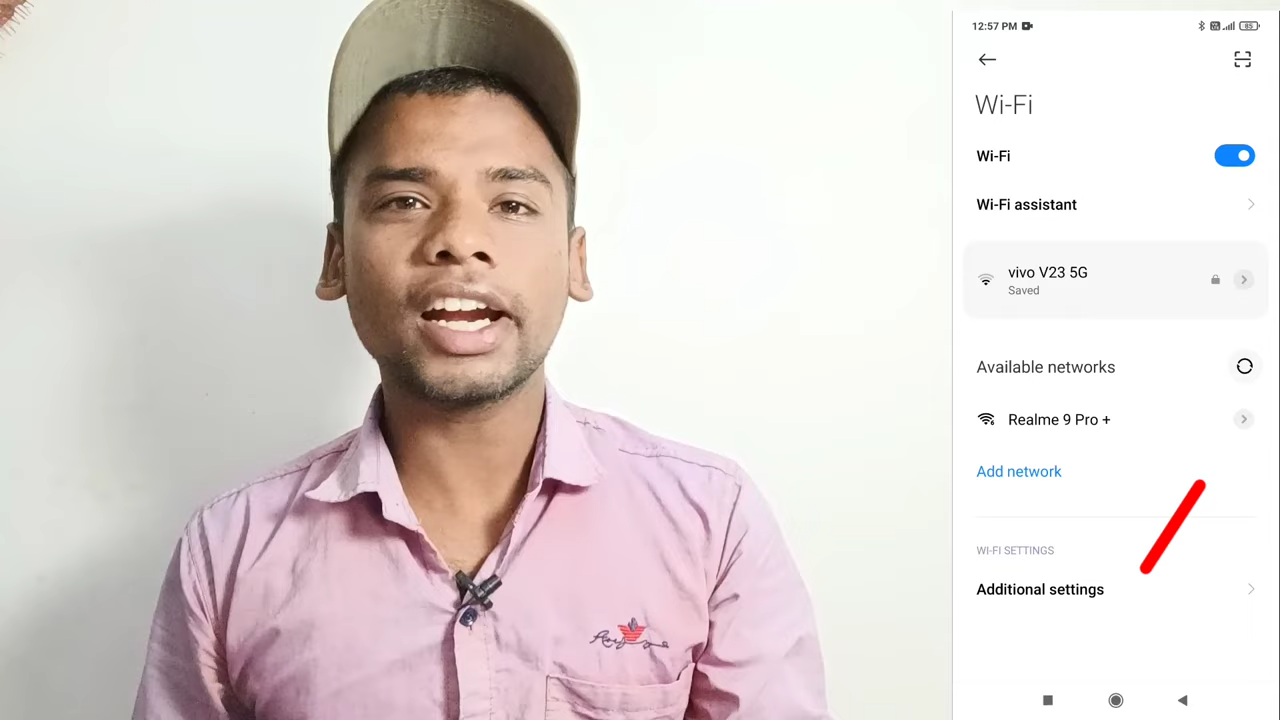 12:57 PM
85
Wi-Fi
Wi-Fi
Wi-Fi assistant
vivo V23 5G
Saved
Available networks
Realme 9 Pro +
Add network
WI-FI SETTINGS
Additional settings